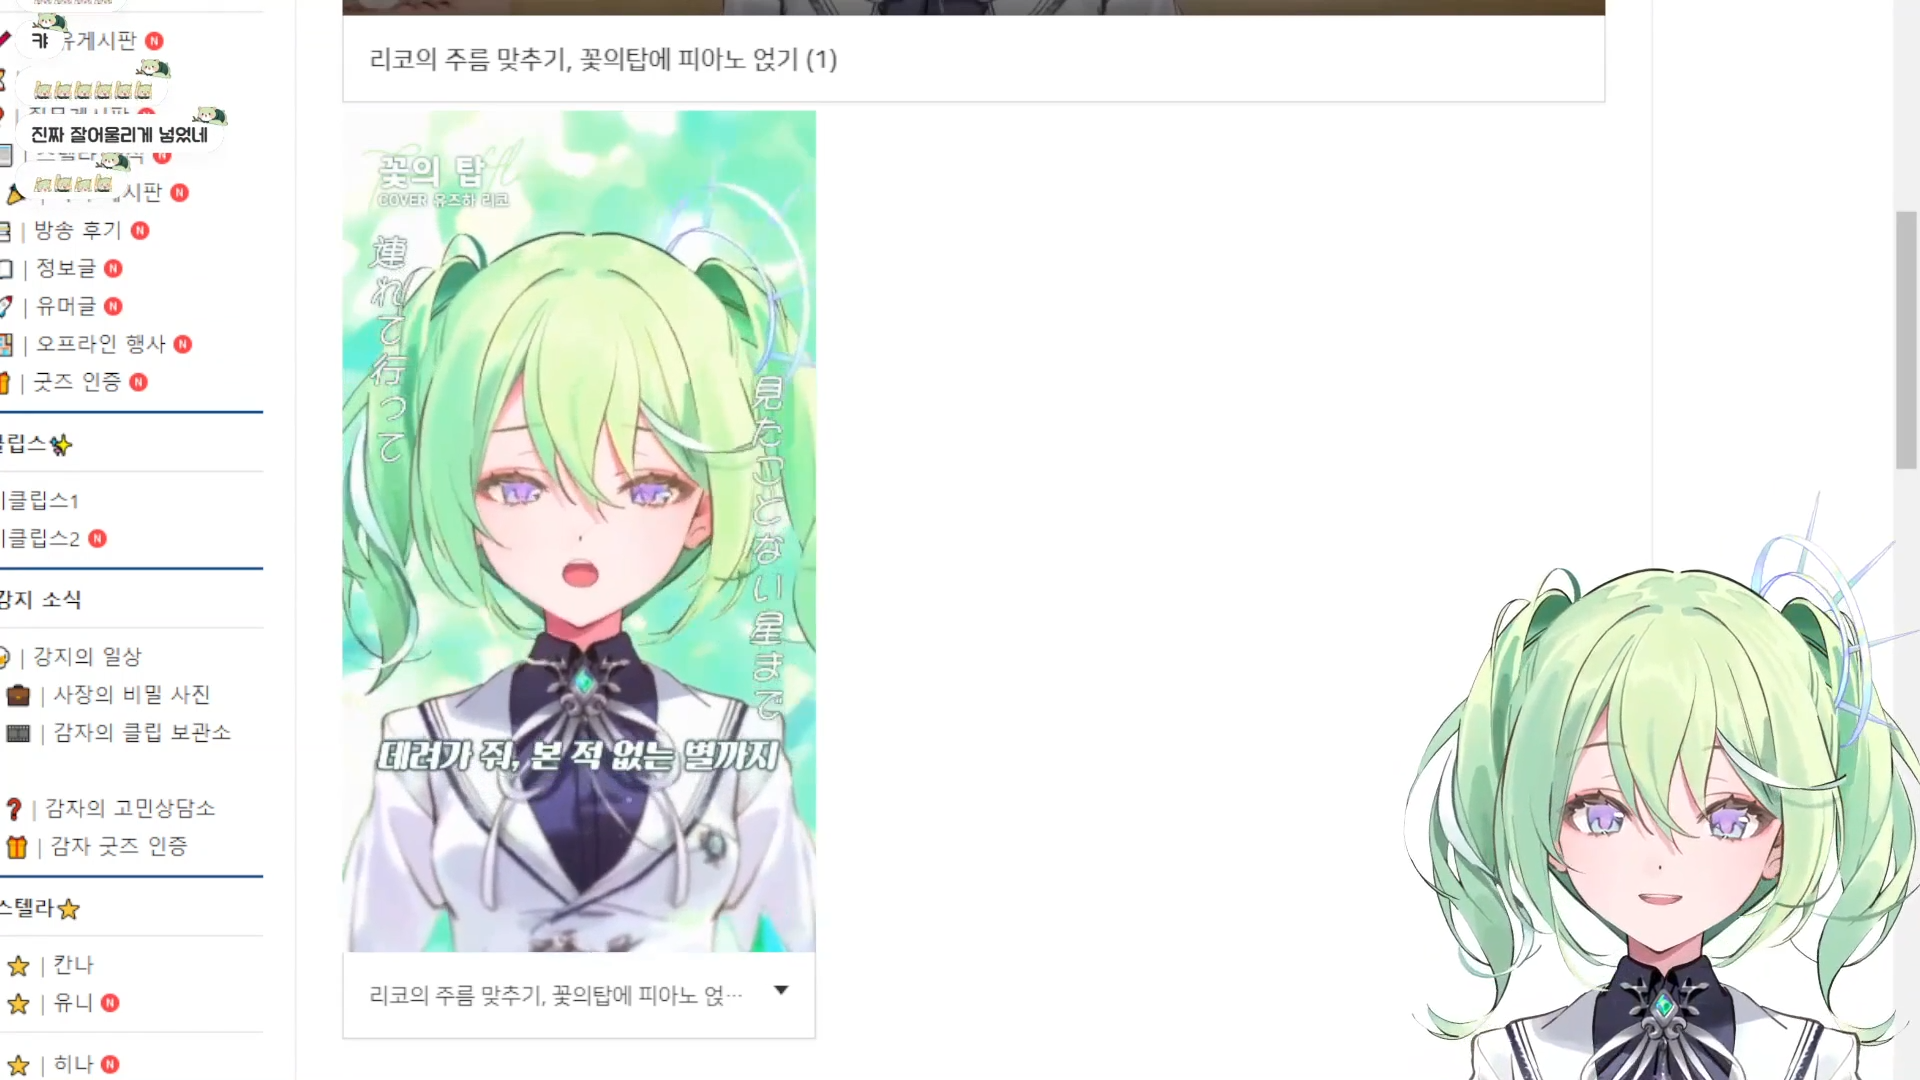 캬
유게시판 N
진짜 잘어울리게 넣었네
시판 N
| 방송 후기 N
| 정보글 N
| 유머글 N
| 오프라인 행사 N
| 굿즈 인증 N
클립스✨
클립스1
클립스2 N
강지 소식
| 강지의 일상
| 사장의 비밀 사진
| 감자의 클립 보관소
❓ | 감자의 고민상담소
| 감자 굿즈 인증
스텔라⭐
⭐ | 칸나
⭐ | 유니 N
⭐ | 히나 N
리코의 주름 맞추기, 꽃의탑에 피아노 얹기 (1)
꽃의 탑
COVER 유즈하 리코
連れて行って
見たことない星まで
데려가 줘, 본 적 없는 별까지
리코의 주름 맞추기, 꽃의탑에 피아노 얹…